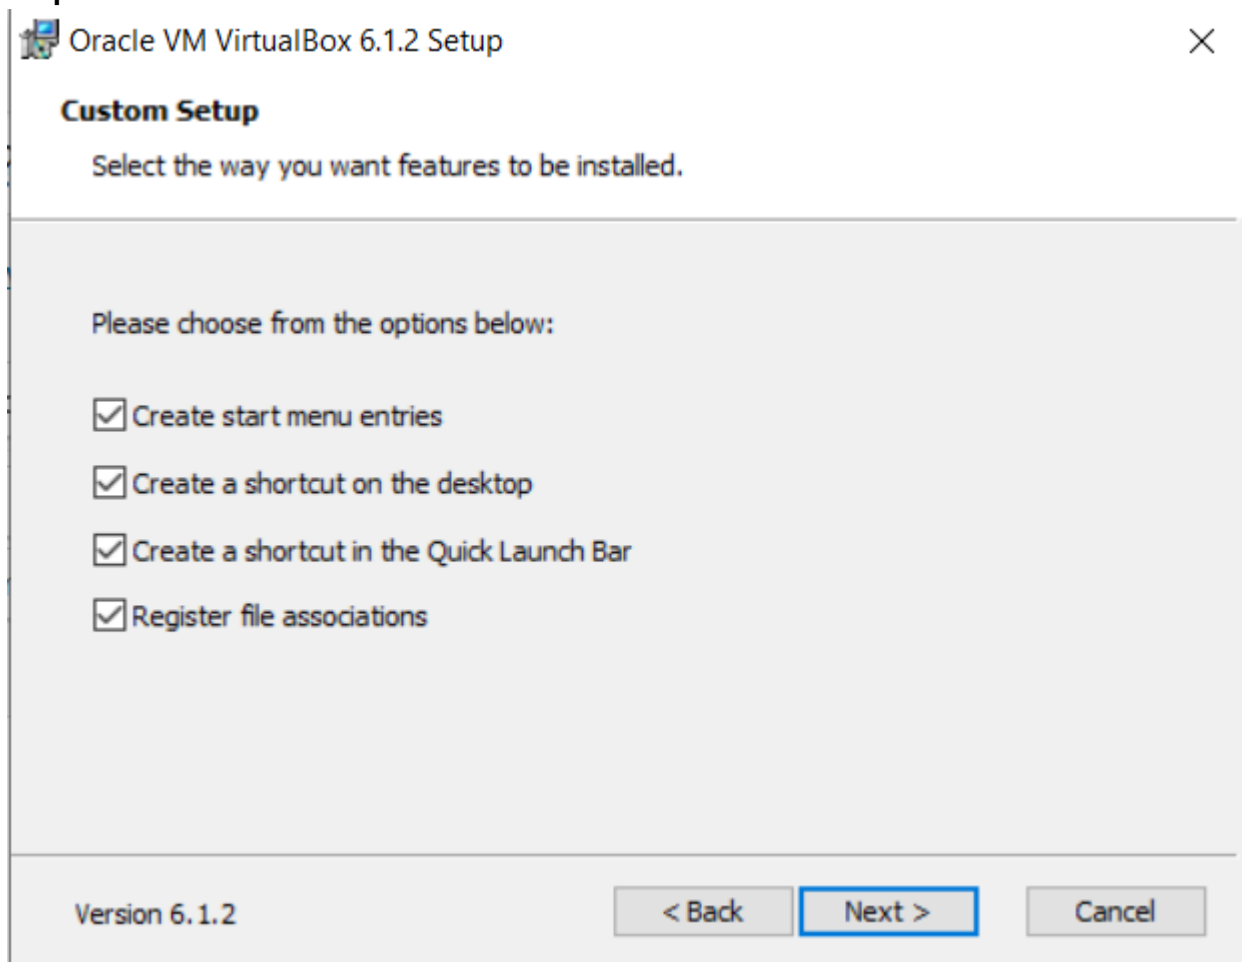 Oracle VM VirtualBox 6.1.2 Setup
Custom Setup
Select the way you want features to be installed.
Please choose from the options below:
Create start menu entries
Create a shortcut on the desktop
Create a shortcut in the Quick Launch Bar
Register file associations
Version 6.1.2
< Back
Next >
Cancel